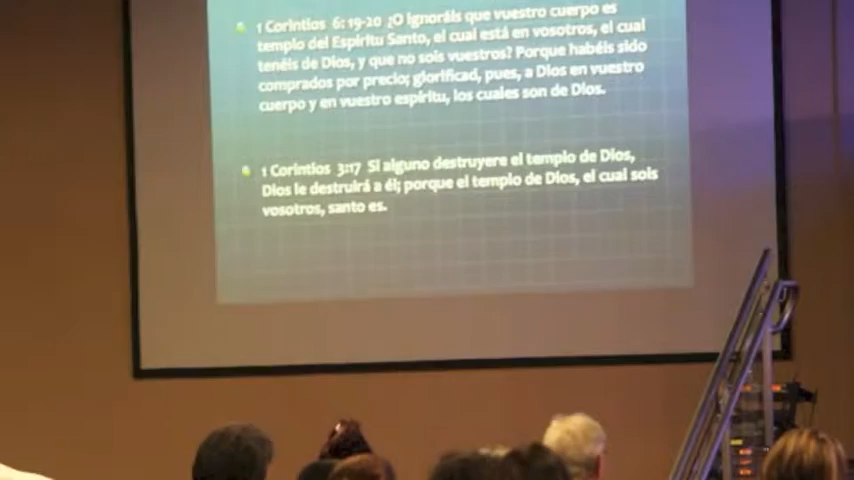 1 Corintios 6: 19-20 ¿O ignoráis que vuestro cuerpo es
templo del Espíritu Santo, el cual está en vosotros, el cual
tenéis de Dios, y que no sois vuestros? Porque habéis sido
comprados por precio; glorificad, pues, a Dios en vuestro
cuerpo y en vuestro espíritu, los cuales son de Dios.
1 Corintios 3:17 Si alguno destruyere el templo de Dios,
Dios le destruirá a él; porque el templo de Dios, el cual sois
vosotros, santo es.